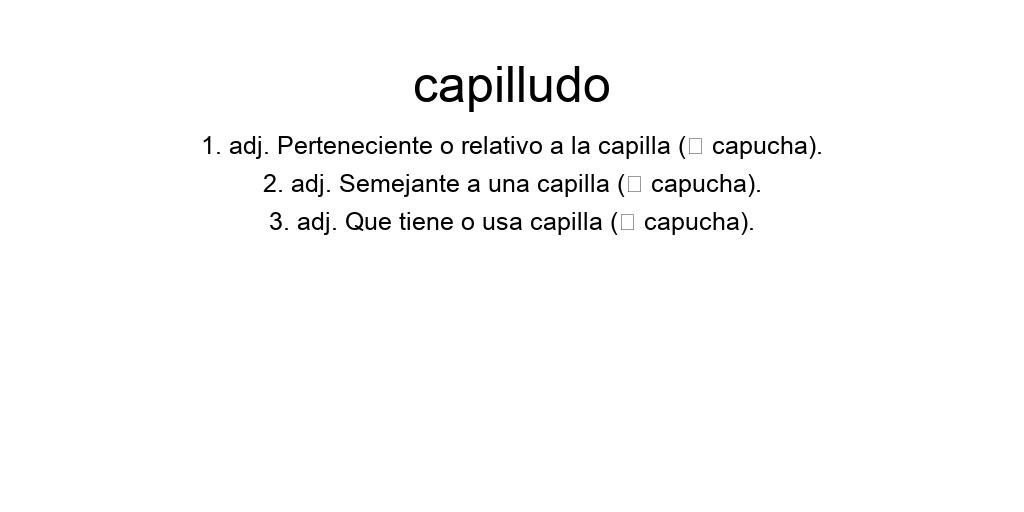 capilludo
1. adj. Perteneciente o relativo a la capilla (□ capucha).
2. adj. Semejante a una capilla (□ capucha).
3. adj. Que tiene o usa capilla (□ capucha).